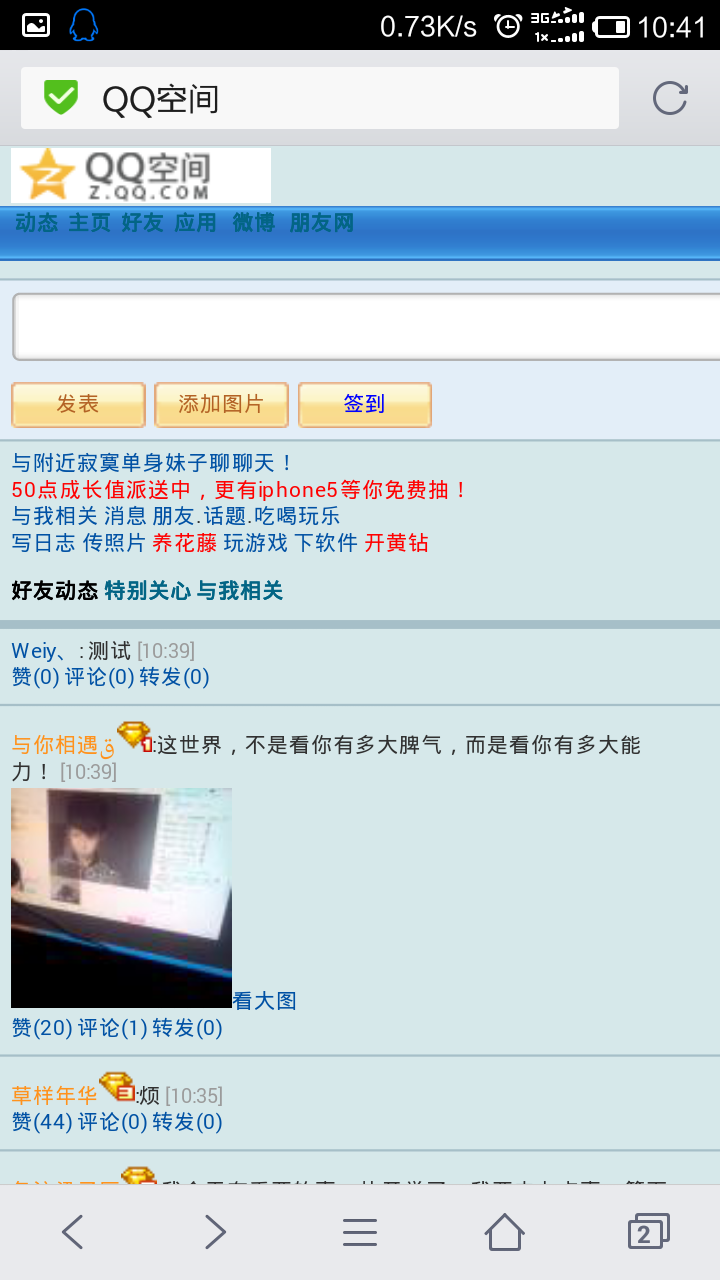 0.73K/s 3G 1× 10:41
QQ空间
QQ空间
Z.QQ.COM
动态 主页 好友 应用 微博 朋友网
发表 添加图片 签到
与附近寂寞单身妹子聊聊天！
50点成长值派送中，更有iphone5等你免费抽！
与我相关 消息 朋友.话题.吃喝玩乐
写日志 传照片 养花藤 玩游戏 下软件 开黄钻
好友动态 特别关心 与我相关
Weiy、: 测试 [10:39]
赞(0) 评论(0) 转发(0)
与你相遇ق:这世界，不是看你有多大脾气，而是看你有多大能
力！ [10:39]
看大图
赞(20) 评论(1) 转发(0)
草样年华:烦 [10:35]
赞(44) 评论(0) 转发(0)
2